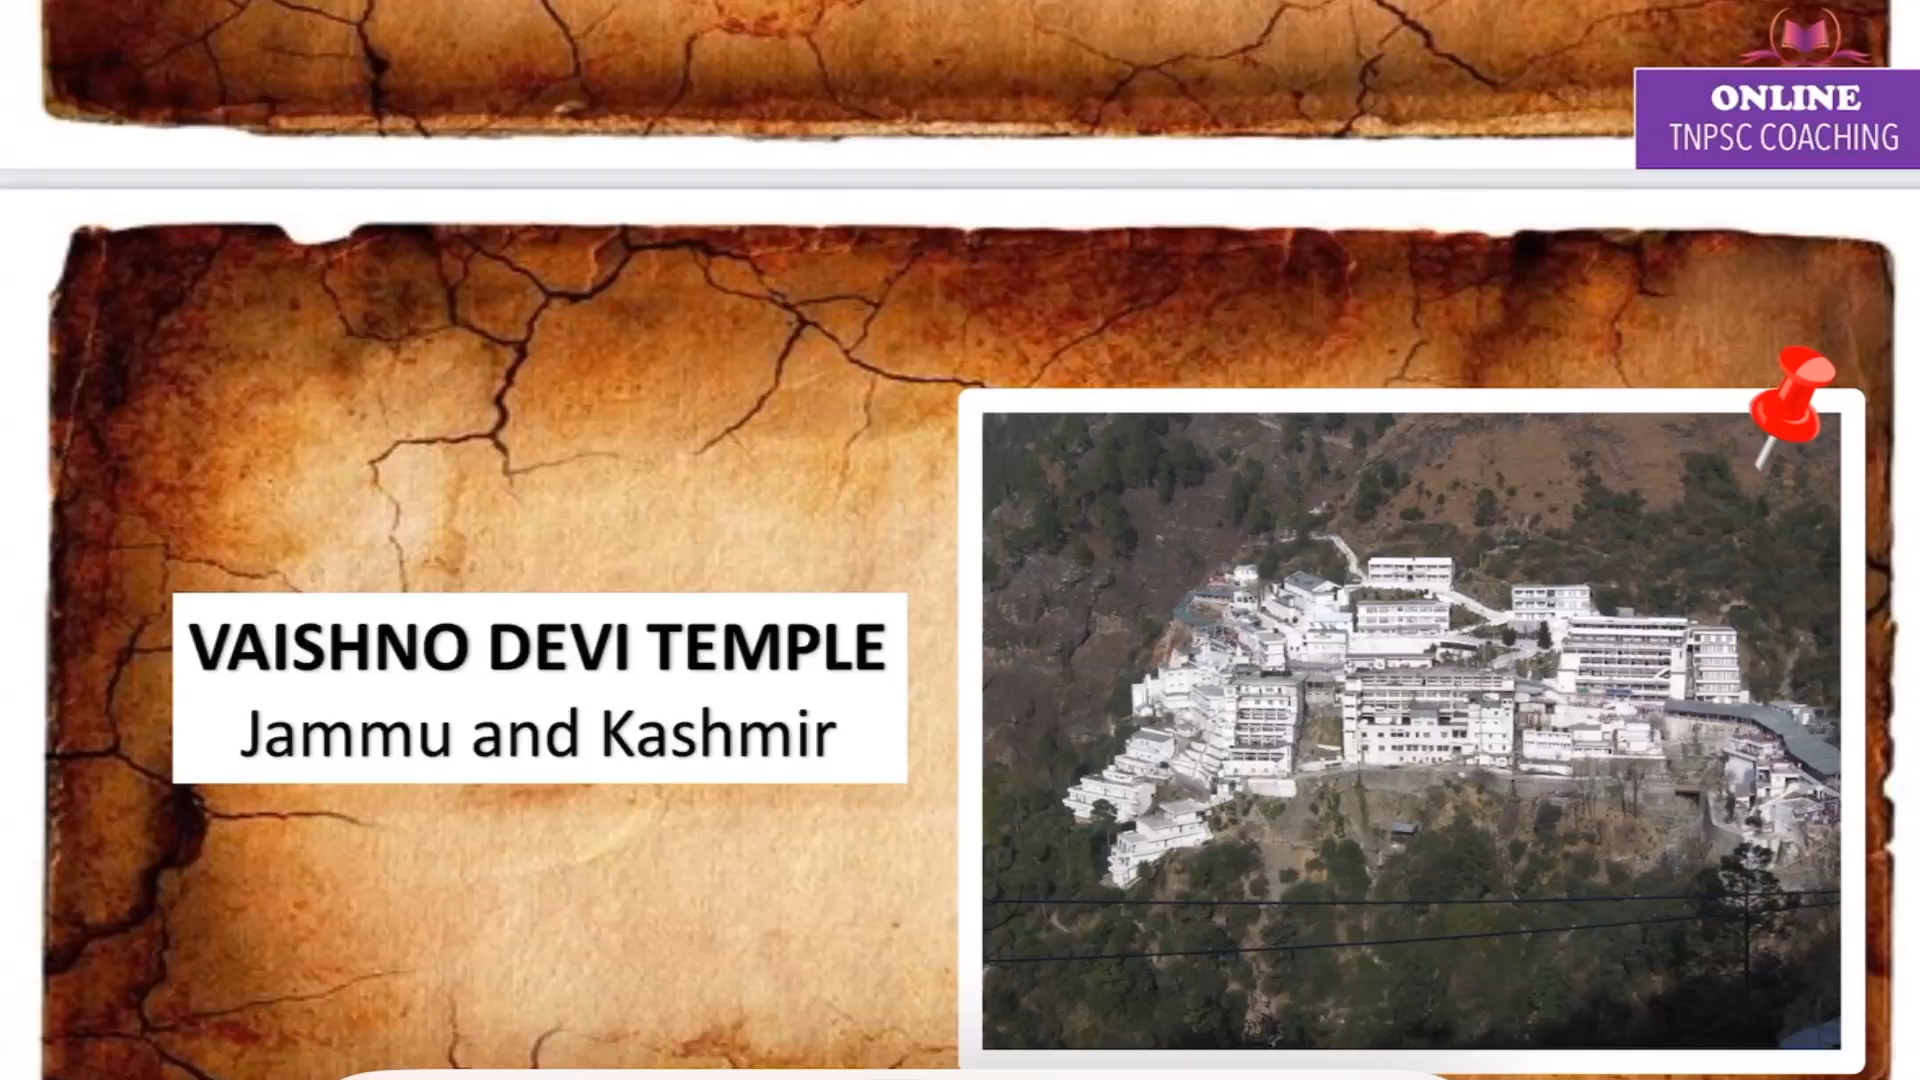 ONLINE
TNPSC COACHING
VAISHNO DEVI TEMPLE
Jammu and Kashmir